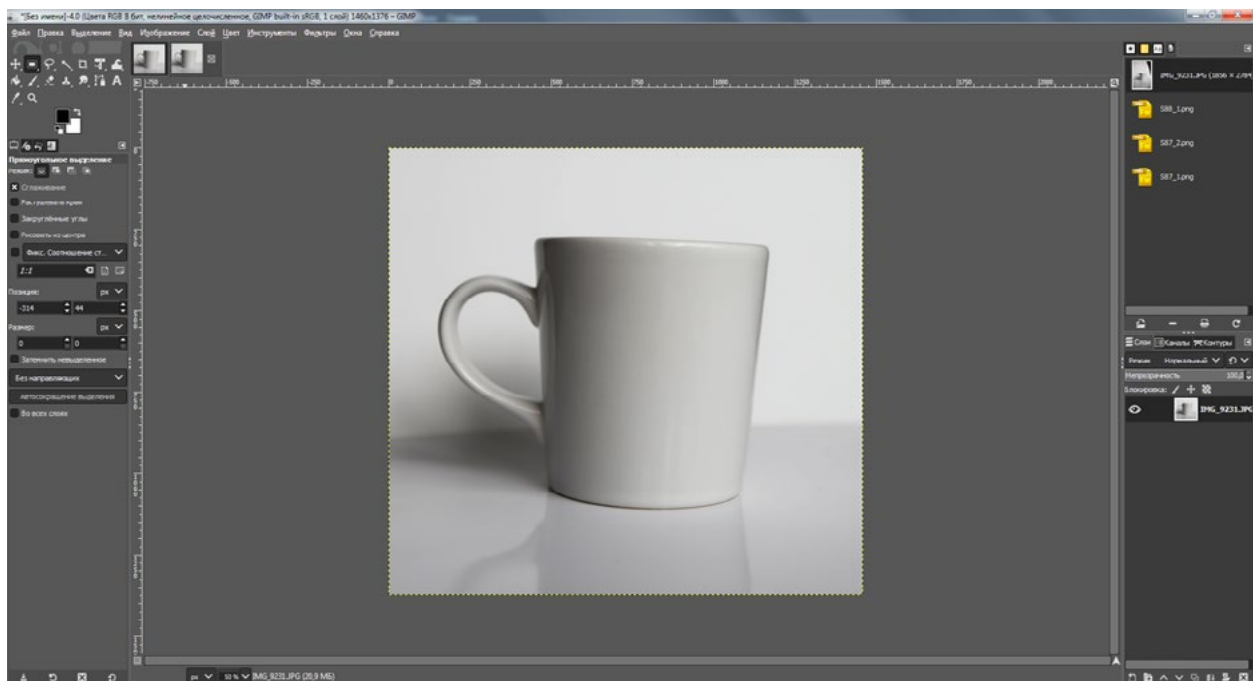 *[Без имени]-4.0 (Цвета RGB 8 бит, нелинейное целочисленное, GIMP built-in sRGB, 1 слой) 1460x1376 – GIMP
Файл Правка Выделение Вид Изображение Слой Цвет Инструменты Фильтры Окна Справка
Прямоугольное выделение
Режим:
Сглаживание
Растушевать края
Закруглённые углы
Рисовать из центра
Фикс. Соотношение ст...
1:1
Позиция: px
-314 44
Размер: px
0 0
Затемнить невыделенное
Без направляющих
Автосокращение выделения
Во всех слоях
px 50 % IMG_9231.JPG (20,9 МБ)
IMG_9231.JPG (1856 × 2784
S88_1.png
S87_2.png
S87_1.png
Слои Каналы Контуры
Режим Нормальный
Непрозрачность 100,0
Блокировка:
IMG_9231.JPG